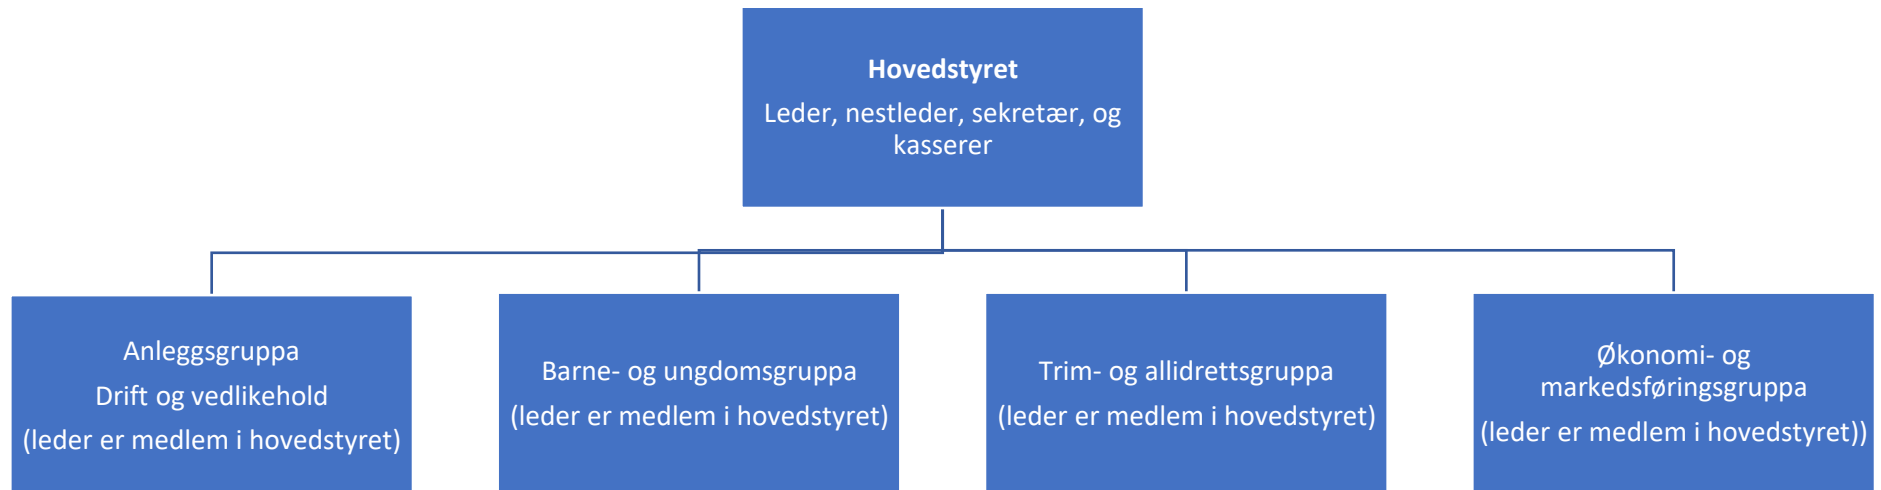 Hovedstyret
Leder, nestleder, sekretær, og
kasserer
Anleggsgruppa
Drift og vedlikehold
(leder er medlem i hovedstyret)
Barne- og ungdomsgruppa
(leder er medlem i hovedstyret)
Trim- og allidrettsgruppa
(leder er medlem i hovedstyret)
Økonomi- og
markedsføringsgruppa
(leder er medlem i hovedstyret))